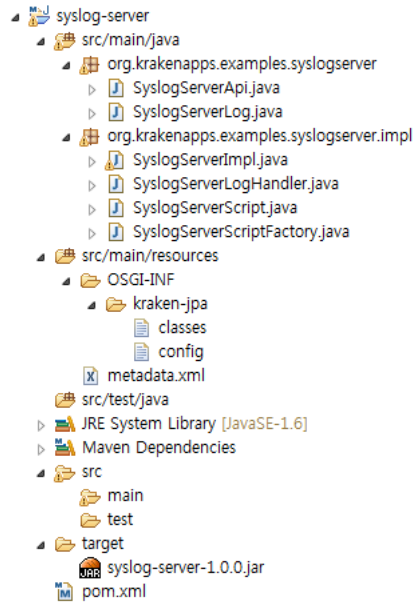 syslog-server
src/main/java
org.krakenapps.examples.syslogserver
SyslogServerApi.java
SyslogServerLog.java
org.krakenapps.examples.syslogserver.impl
SyslogServerImpl.java
SyslogServerLogHandler.java
SyslogServerScript.java
SyslogServerScriptFactory.java
src/main/resources
OSGI-INF
kraken-jpa
classes
config
metadata.xml
src/test/java
JRE System Library [JavaSE-1.6]
Maven Dependencies
src
main
test
target
syslog-server-1.0.0.jar
pom.xml